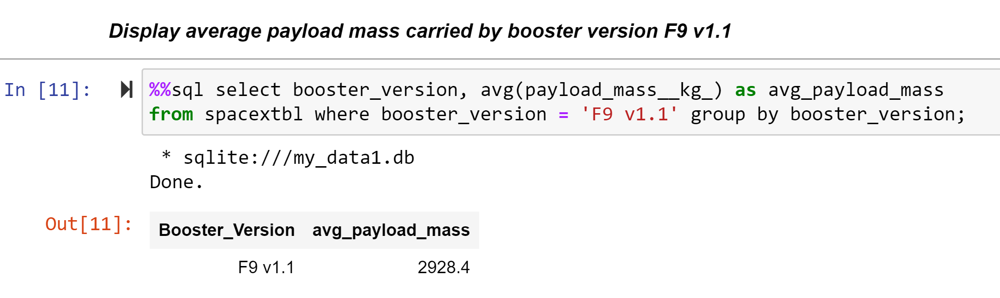 Display average payload mass carried by booster version F9 v1.1
In [11]:
%%sql select booster_version, avg(payload_mass__kg_) as avg_payload_mass
from spacextbl where booster_version = 'F9 v1.1' group by booster_version;
* sqlite:///my_data1.db
Done.
Out[11]:
Booster_Version avg_payload_mass
F9 v1.1 2928.4